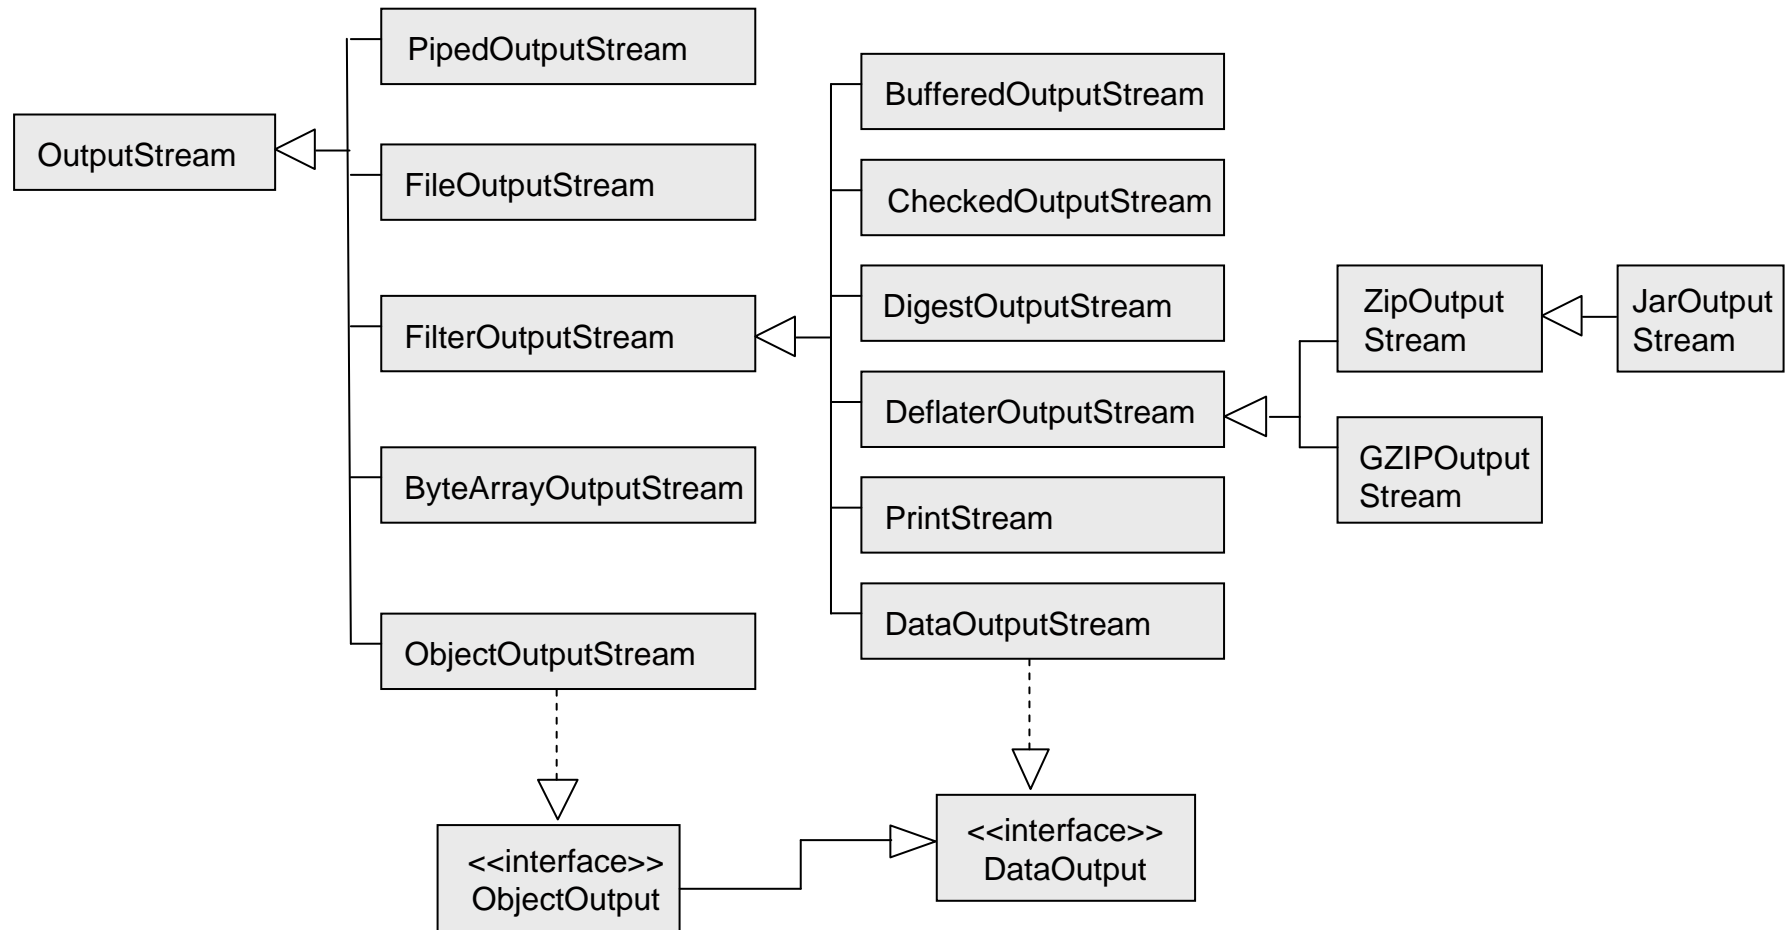 PipedOutputStream
OutputStream
FileOutputStream
FilterOutputStream
ByteArrayOutputStream
ObjectOutputStream
BufferedOutputStream
CheckedOutputStream
DigestOutputStream
DeflaterOutputStream
PrintStream
DataOutputStream
ZipOutput
Stream
JarOutput
Stream
GZIPOutput
Stream
<<interface>>
ObjectOutput
<<interface>>
DataOutput